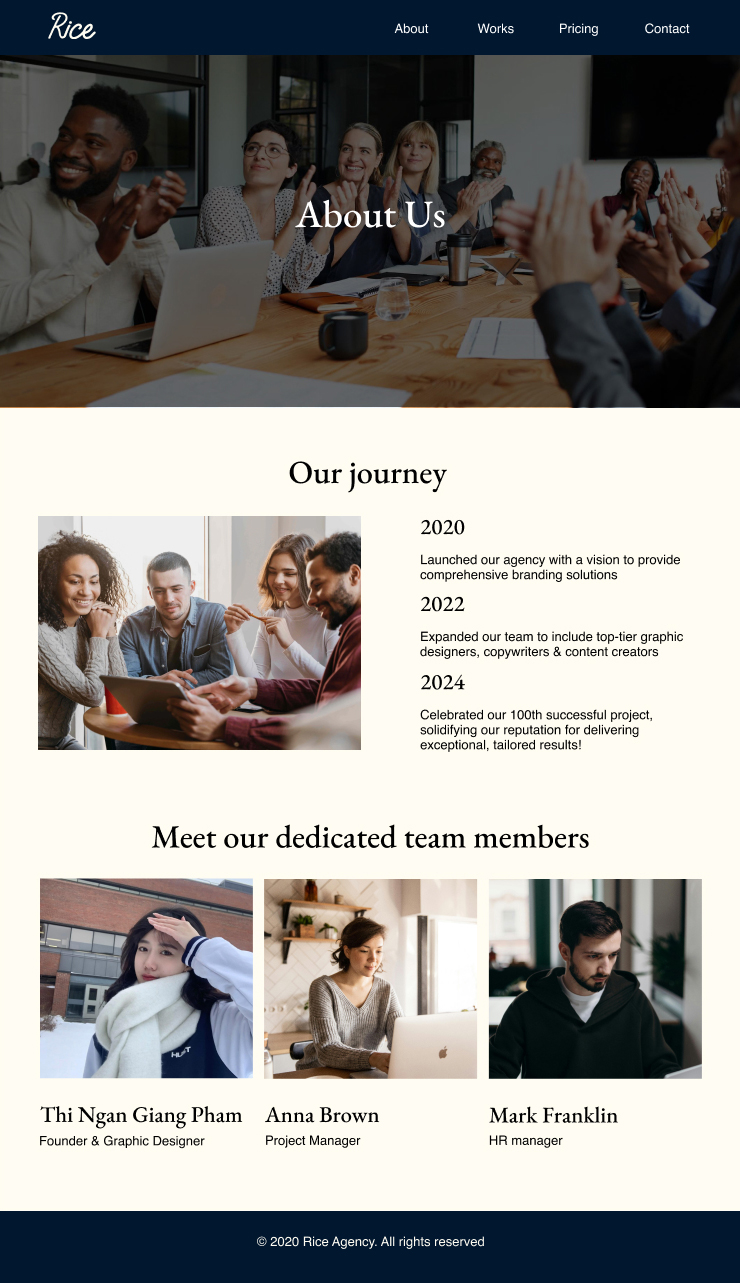 Rice
About
Works
Pricing
Contact
About Us
Our journey
2020
Launched our agency with a vision to provide
comprehensive branding solutions
2022
Expanded our team to include top-tier graphic
designers, copywriters & content creators
2024
Celebrated our 100th successful project,
solidifying our reputation for delivering
exceptional, tailored results!
Meet our dedicated team members
Thi Ngan Giang Pham
Founder & Graphic Designer
Anna Brown
Project Manager
Mark Franklin
HR manager
© 2020 Rice Agency. All rights reserved